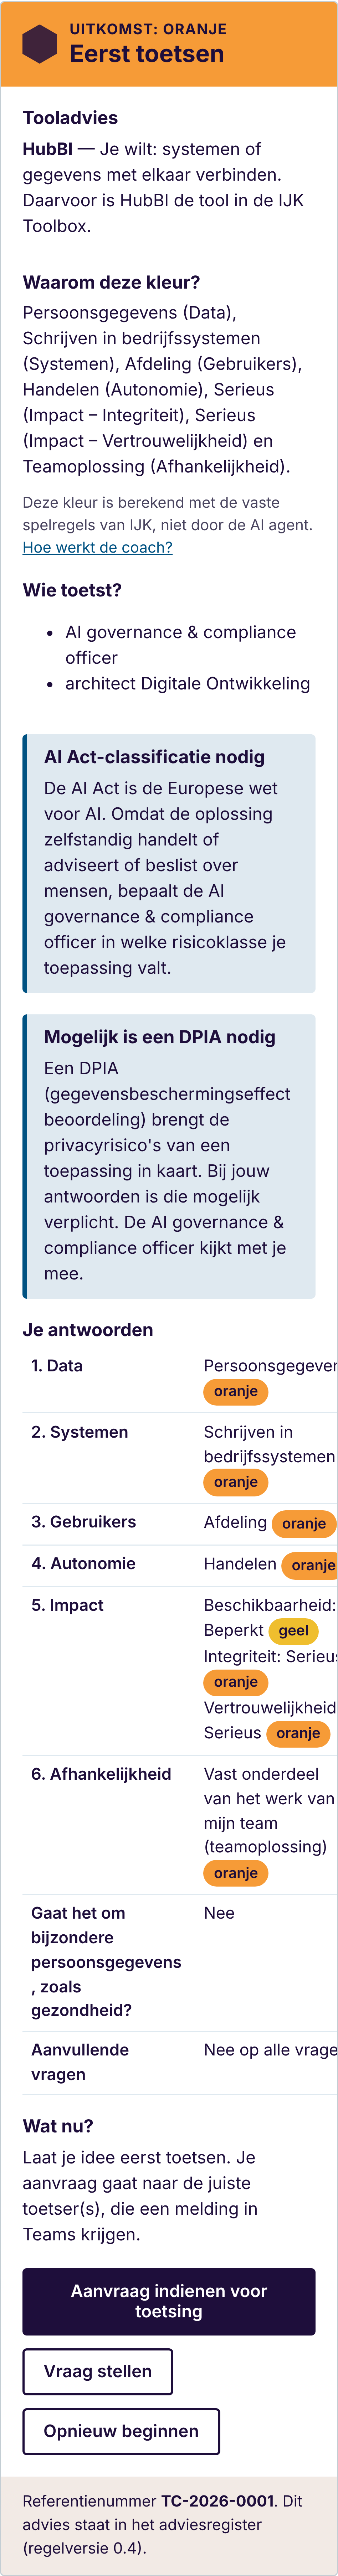 UITKOMST: ORANJE
Eerst toetsen
Tooladvies
HubBI — Je wilt: systemen of
gegevens met elkaar verbinden.
Daarvoor is HubBI de tool in de IJK
Toolbox.
Waarom deze kleur?
Persoonsgegevens (Data),
Schrijven in bedrijfssystemen
(Systemen), Afdeling (Gebruikers),
Handelen (Autonomie), Serieus
(Impact – Integriteit), Serieus
(Impact – Vertrouwelijkheid) en
Teamoplossing (Afhankelijkheid).
Deze kleur is berekend met de vaste
spelregels van IJK, niet door de AI agent.
Hoe werkt de coach?
Wie toetst?
• AI governance & compliance
officer
• architect Digitale Ontwikkeling
AI Act-classificatie nodig
De AI Act is de Europese wet
voor AI. Omdat de oplossing
zelfstandig handelt of
adviseert of beslist over
mensen, bepaalt de AI
governance & compliance
officer in welke risicoklasse je
toepassing valt.
Mogelijk is een DPIA nodig
Een DPIA
(gegevensbeschermingseffect
beoordeling) brengt de
privacyrisico's van een
toepassing in kaart. Bij jouw
antwoorden is die mogelijk
verplicht. De AI governance &
compliance officer kijkt met je
mee.
Je antwoorden
1. Data Persoonsgegever
oranje
2. Systemen Schrijven in
bedrijfssystemen
oranje
3. Gebruikers Afdeling oranje
4. Autonomie Handelen oranje
5. Impact Beschikbaarheid:
Beperkt geel
Integriteit: Serieus
oranje
Vertrouwelijkheid
Serieus oranje
6. Afhankelijkheid Vast onderdeel
van het werk van
mijn team
(teamoplossing)
oranje
Gaat het om Nee
bijzondere
persoonsgegevens
, zoals
gezondheid?
Aanvullende Nee op alle vrage
vragen
Wat nu?
Laat je idee eerst toetsen. Je
aanvraag gaat naar de juiste
toetser(s), die een melding in
Teams krijgen.
Aanvraag indienen voor
toetsing
Vraag stellen
Opnieuw beginnen
Referentienummer TC-2026-0001. Dit
advies staat in het adviesregister
(regelversie 0.4).